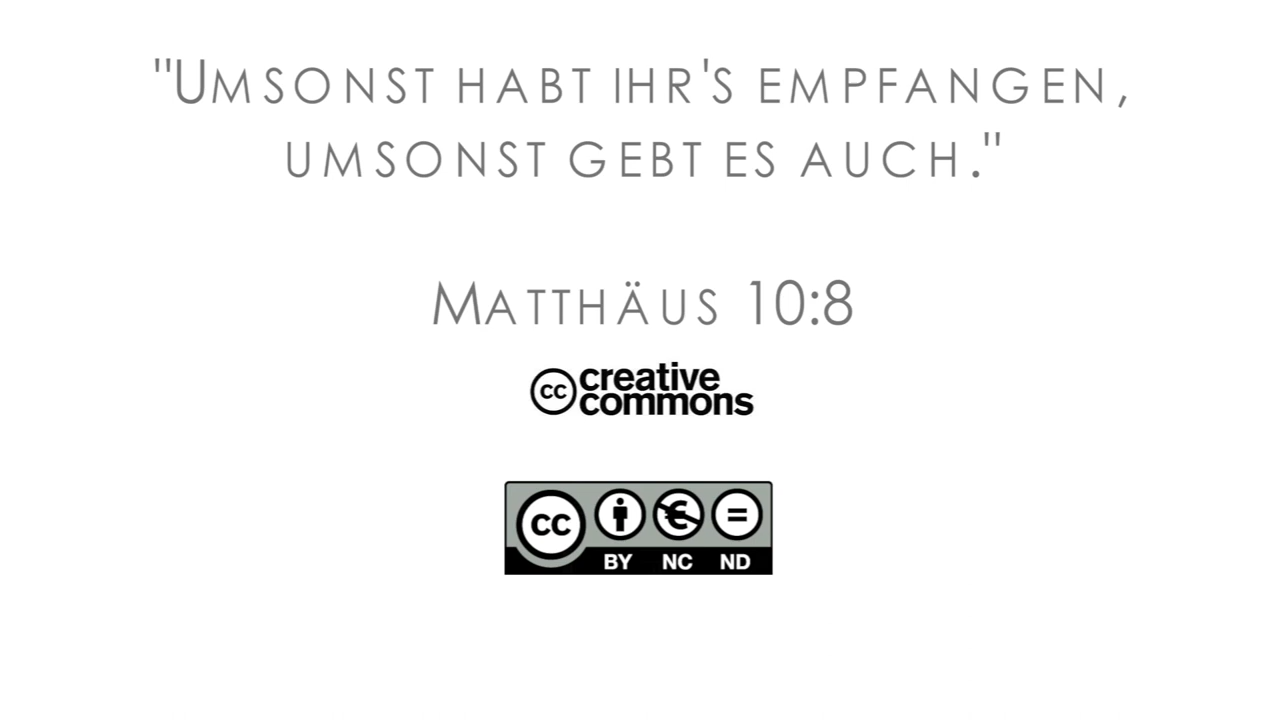 "Umsonst habt ihr's empfangen,
umsonst gebt es auch."
Matthäus 10:8
cc creative
commons
cc BY NC ND